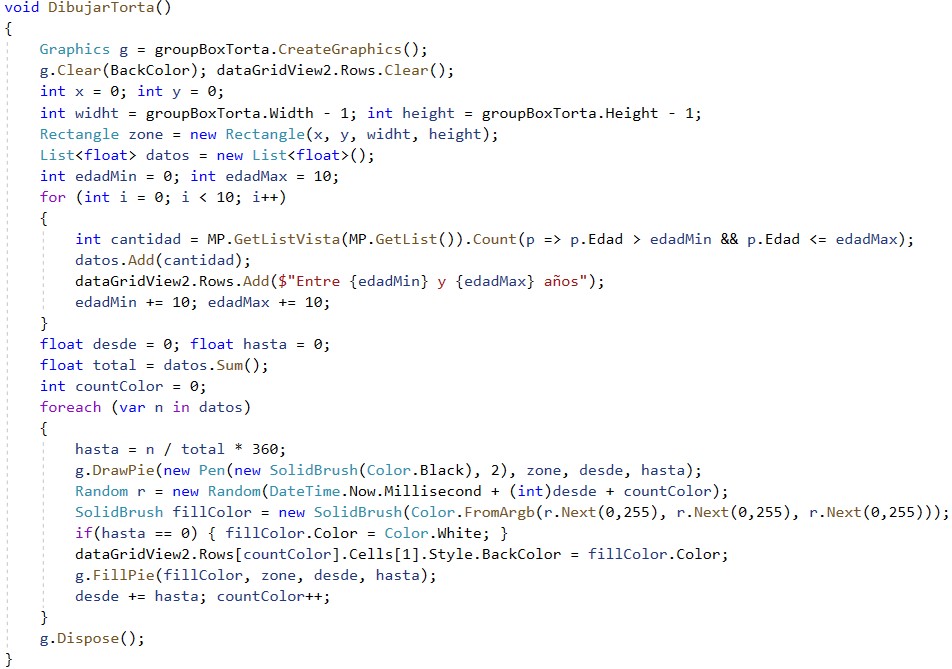 void DibujarTorta()
{
    Graphics g = groupBoxTorta.CreateGraphics();
    g.Clear(BackColor); dataGridView2.Rows.Clear();
    int x = 0; int y = 0;
    int widht = groupBoxTorta.Width - 1; int height = groupBoxTorta.Height - 1;
    Rectangle zone = new Rectangle(x, y, widht, height);
    List<float> datos = new List<float>();
    int edadMin = 0; int edadMax = 10;
    for (int i = 0; i < 10; i++)
    {
        int cantidad = MP.GetListVista(MP.GetList()).Count(p => p.Edad > edadMin && p.Edad <= edadMax);
        datos.Add(cantidad);
        dataGridView2.Rows.Add($"Entre {edadMin} y {edadMax} años");
        edadMin += 10; edadMax += 10;
    }
    float desde = 0; float hasta = 0;
    float total = datos.Sum();
    int countColor = 0;
    foreach (var n in datos)
    {
        hasta = n / total * 360;
        g.DrawPie(new Pen(new SolidBrush(Color.Black), 2), zone, desde, hasta);
        Random r = new Random(DateTime.Now.Millisecond + (int)desde + countColor);
        SolidBrush fillColor = new SolidBrush(Color.FromArgb(r.Next(0,255), r.Next(0,255), r.Next(0,255)));
        if(hasta == 0) { fillColor.Color = Color.White; }
        dataGridView2.Rows[countColor].Cells[1].Style.BackColor = fillColor.Color;
        g.FillPie(fillColor, zone, desde, hasta);
        desde += hasta; countColor++;
    }
    g.Dispose();
}